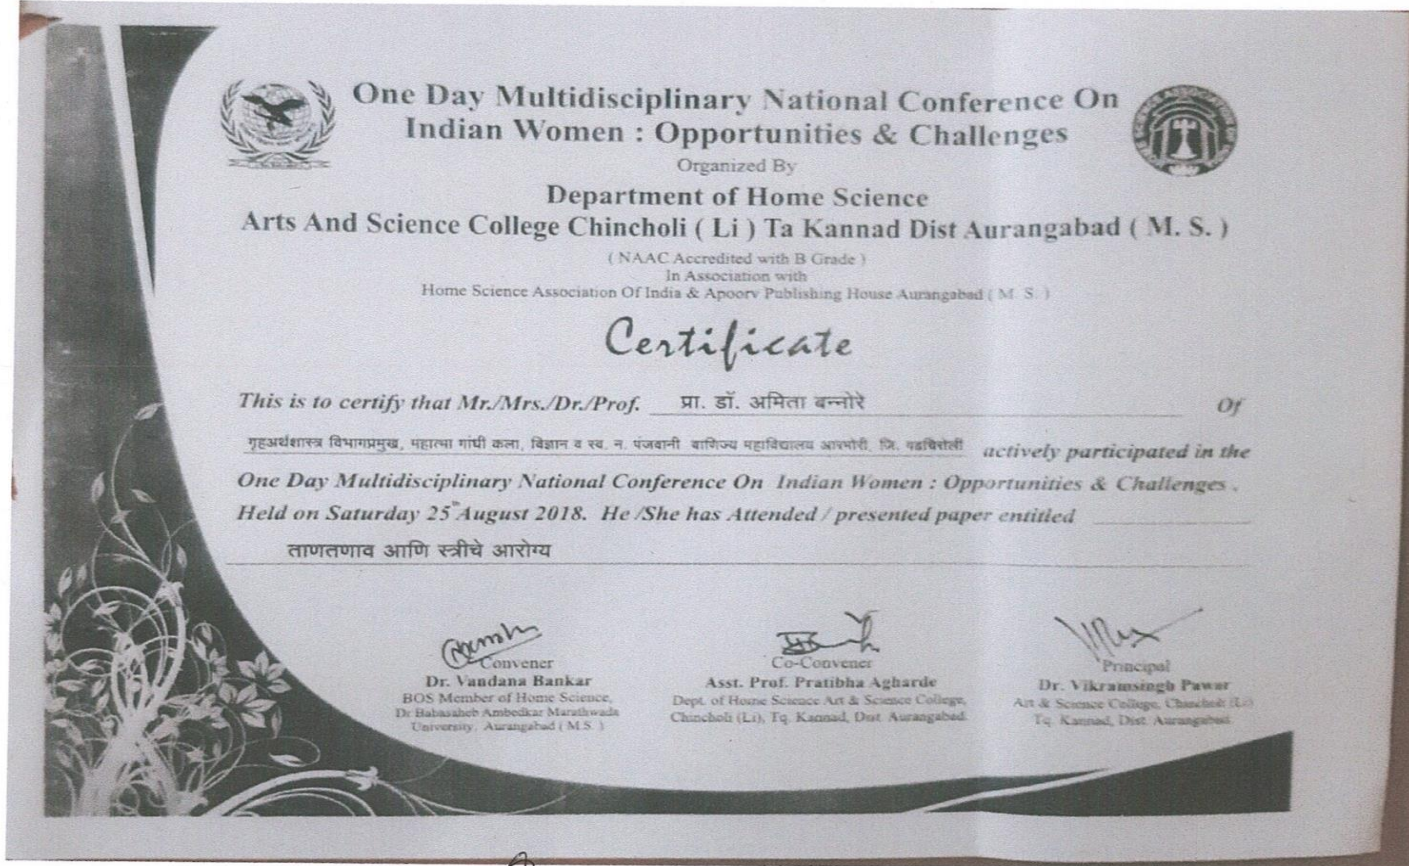 One Day Multidisciplinary National Conference On
Indian Women : Opportunities & Challenges
Organized By
Department of Home Science
Arts And Science College Chincholi ( Li ) Ta Kannad Dist Aurangabad ( M. S. )
( NAAC Accredited with B Grade )
In Association with
Home Science Association Of India & Apoorv Publishing House Aurangabad ( M. S. )
Certificate
This is to certify that Mr./Mrs./Dr./Prof. प्रा. डॉ. अमिता बन्नोरे Of
गृहअर्थशास्त्र विभागप्रमुख, महात्मा गांधी कला, विज्ञान व स्व. न. पंजवानी वाणिज्य महाविद्यालय आरमोरी, जि. गडचिरोली actively participated in the
One Day Multidisciplinary National Conference On Indian Women : Opportunities & Challenges .
Held on Saturday 25th August 2018. He /She has Attended / presented paper entitled
ताणतणाव आणि स्त्रीचे आरोग्य
Convener
Dr. Vandana Bankar
BOS Member of Home Science,
Dr Babasaheb Ambedkar Marathwada
University, Aurangabad ( M.S. )
Co-Convener
Asst. Prof. Pratibha Agharde
Dept. of Home Science Art & Science College,
Chincholi (Li), Tq. Kannad, Dist. Aurangabad.
Principal
Dr. Vikramsingh Pawar
Art & Science College, Chincholi (Li)
Tq. Kannad, Dist. Aurangabad.